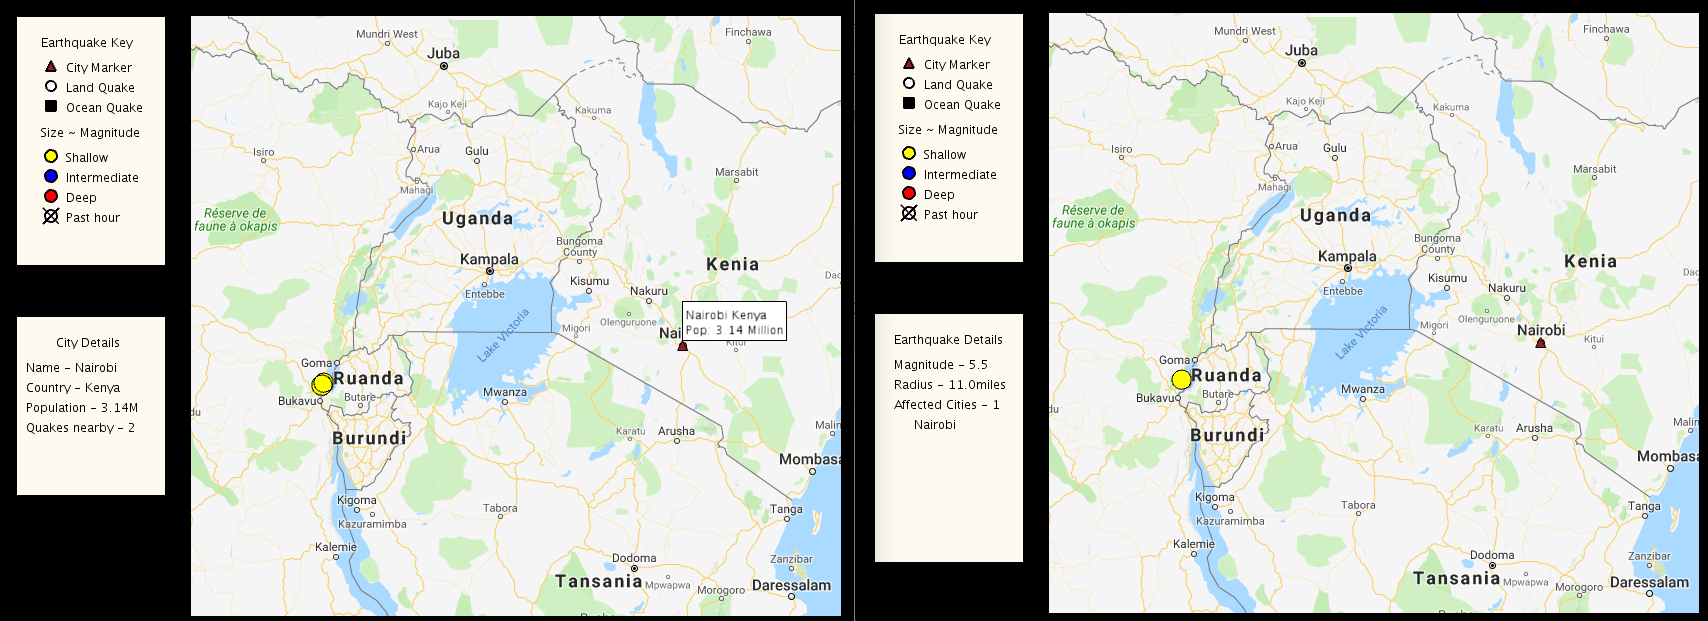 Earthquake Key
City Marker
Land Quake
Ocean Quake
Size ~ Magnitude
Shallow
Intermediate
Deep
Past hour
City Details
Name - Nairobi
Country - Kenya
Population - 3.14M
Quakes nearby - 2
Mundri West
Finchawa
Juba
Kajo Keji
Kakuma
Isiro
Arua
Gulu
Marsabit
Mahagi
Réserve de
faune à okapis
Uganda
Bungoma
County
Kampala
Kenia
Entebbe
Kisumu
Nakuru
Nairobi Kenya
Pop: 3.14 Million
Olenguruone
Migori
Nai
Kitui
Lake Victoria
Goma
Ruanda
Bukavu
Butare
Mwanza
Burundi
Karatu
Arusha
Malin
Mombasa
Kigoma
Kazuramimba
Tabora
Tanga
Kalemie
Dodoma
Zanzibar
Tansania
Mpwapwa
Morogoro
Daressalam
Earthquake Key
City Marker
Land Quake
Ocean Quake
Size ~ Magnitude
Shallow
Intermediate
Deep
Past hour
Earthquake Details
Magnitude - 5.5
Radius - 11.0miles
Affected Cities - 1
Nairobi
Mundri West
Finchawa
Juba
Kajo Keji
Kakuma
Isiro
Arua
Gulu
Marsabit
Mahagi
Réserve de
faune à okapis
Uganda
Bungoma
County
Kampala
Kenia
Entebbe
Kisumu
Nakuru
Olenguruone
Migori
Nairobi
Kitui
Lake Victoria
Goma
Ruanda
Bukavu
Butare
Mwanza
Burundi
Karatu
Arusha
Malin
Mombasa
Kigoma
Kazuramimba
Tabora
Tanga
Kalemie
Dodoma
Zanzibar
Tansania
Mpwapwa
Morogoro
Daressalam